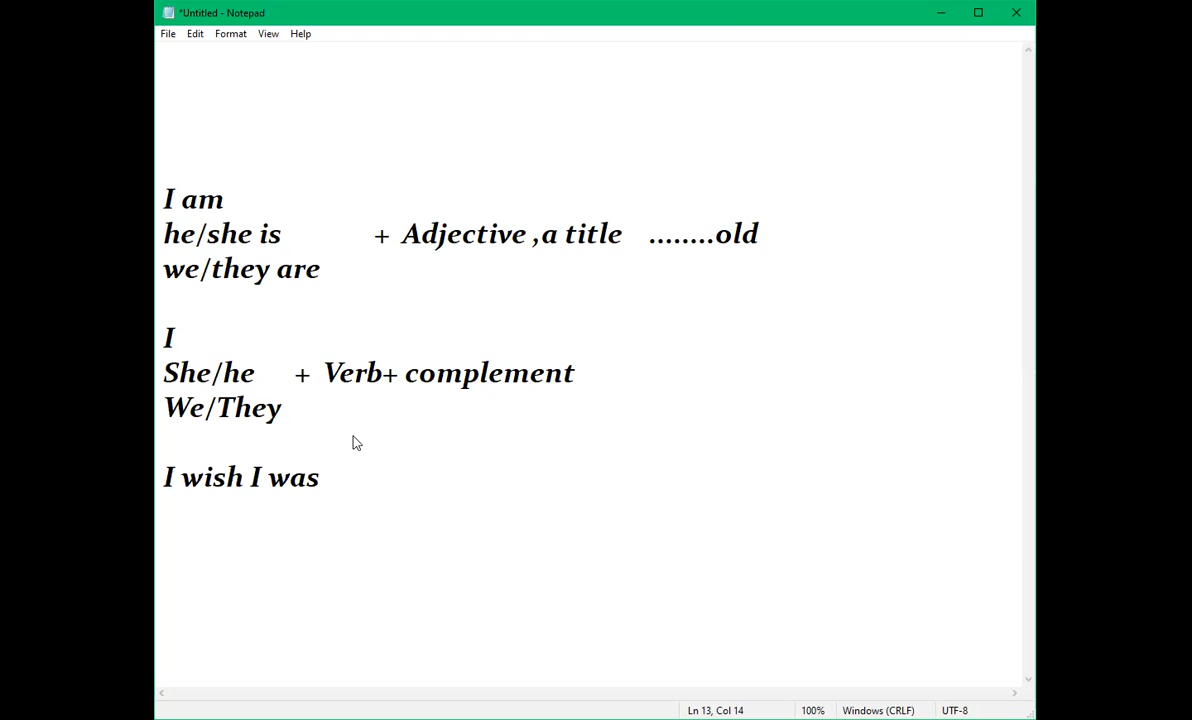 *Untitled - Notepad
File Edit Format View Help
I am
he/she is + Adjective ,a title ........old
we/they are
I
She/he + Verb+ complement
We/They
I wish I was
Ln 13, Col 14 100% Windows (CRLF) UTF-8